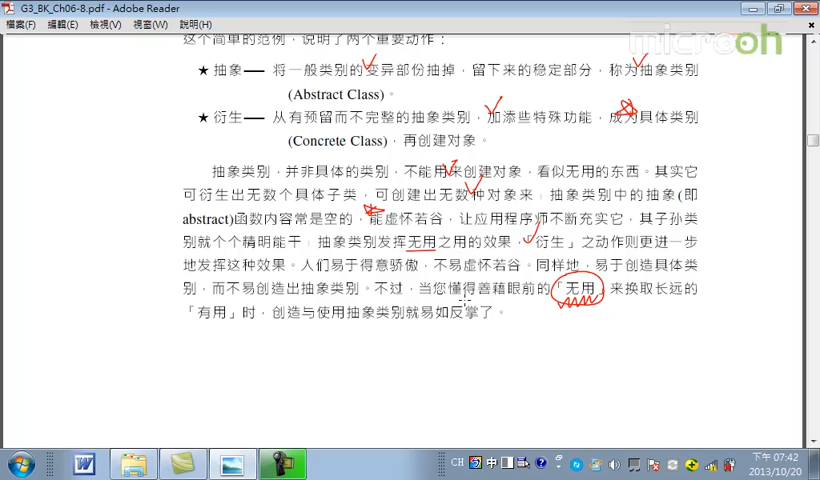 G3_BK_Ch06-8.pdf - Adobe Reader
檔案(F) 編輯(E) 檢視(V) 視窗(W) 說明(H)
microoh
这个简单的范例，说明了两个重要动作：
★ 抽象── 将一般类别的变异部份抽掉，留下来的稳定部分，称为抽象类别
(Abstract Class)。
★ 衍生── 从有预留而不完整的抽象类别，加添些特殊功能，成为具体类别
(Concrete Class)，再创建对象。
抽象类别，并非具体的类别，不能用来创建对象，看似无用的东西。其实它
可衍生出无数个具体子类，可创建出无数种对象来﹔抽象类别中的抽象(即
abstract)函数内容常是空的，能虚怀若谷，让应用程序师不断充实它，其子孙类
别就个个精明能干﹔抽象类别发挥无用之用的效果，「衍生」之动作则更进一步
地发挥这种效果。人们易于得意骄傲，不易虚怀若谷。同样地，易于创造具体类
别，而不易创造出抽象类别。不过，当您懂得善藉眼前的「无用」来换取长远的
「有用」时，创造与使用抽象类别就易如反掌了。
CH 中
下午 07:42
2013/10/20